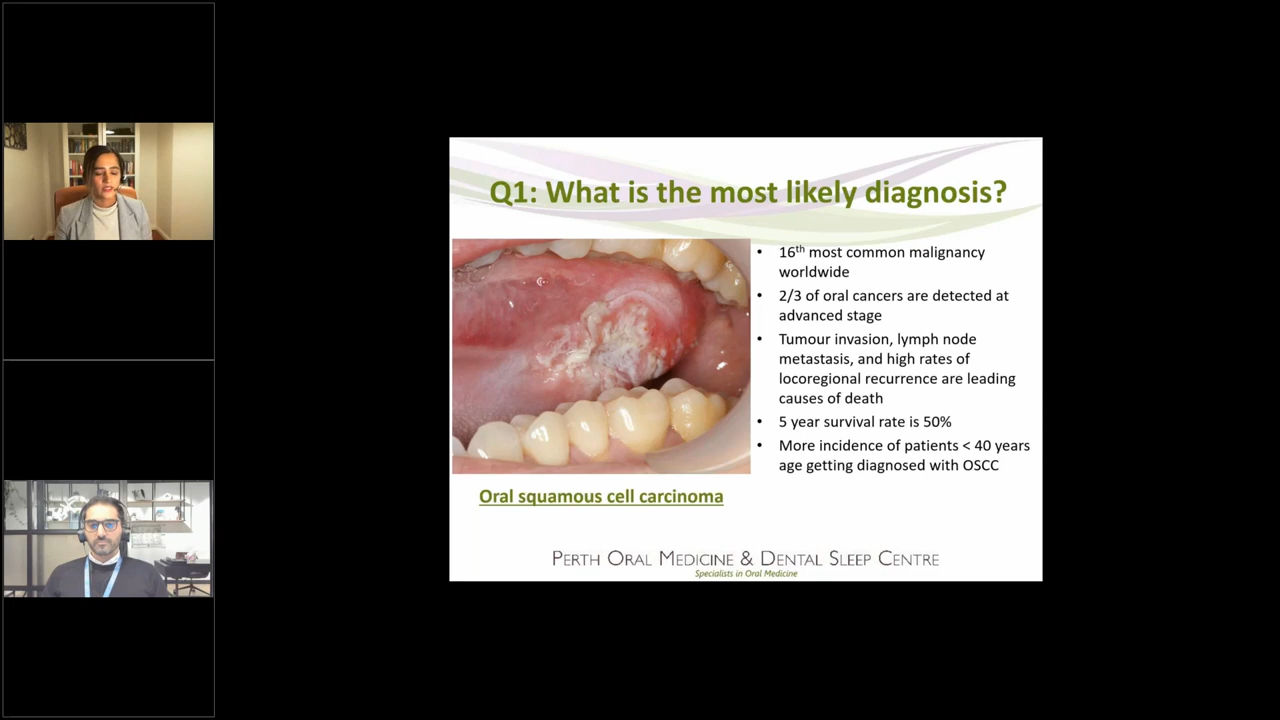 Q1: What is the most likely diagnosis?
• 16th most common malignancy
worldwide
• 2/3 of oral cancers are detected at
advanced stage
• Tumour invasion, lymph node
metastasis, and high rates of
locoregional recurrence are leading
causes of death
• 5 year survival rate is 50%
• More incidence of patients < 40 years
age getting diagnosed with OSCC
Oral squamous cell carcinoma
PERTH ORAL MEDICINE & DENTAL SLEEP CENTRE
Specialists in Oral Medicine